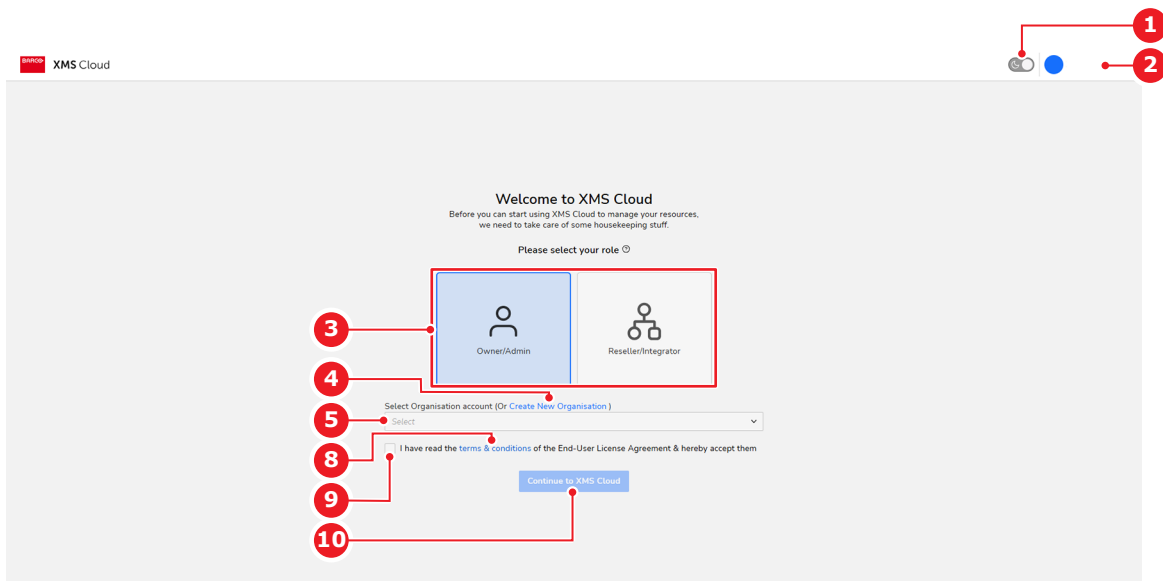 1
BARCO XMS Cloud
2
Welcome to XMS Cloud
Before you can start using XMS Cloud to manage your resources,
we need to take care of some housekeeping stuff.
Please select your role ?
3
Owner/Admin
Reseller/Integrator
4
Select Organisation account (Or Create New Organisation )
5
Select
I have read the terms & conditions of the End-User License Agreement & hereby accept them
8
Continue to XMS Cloud
9
10